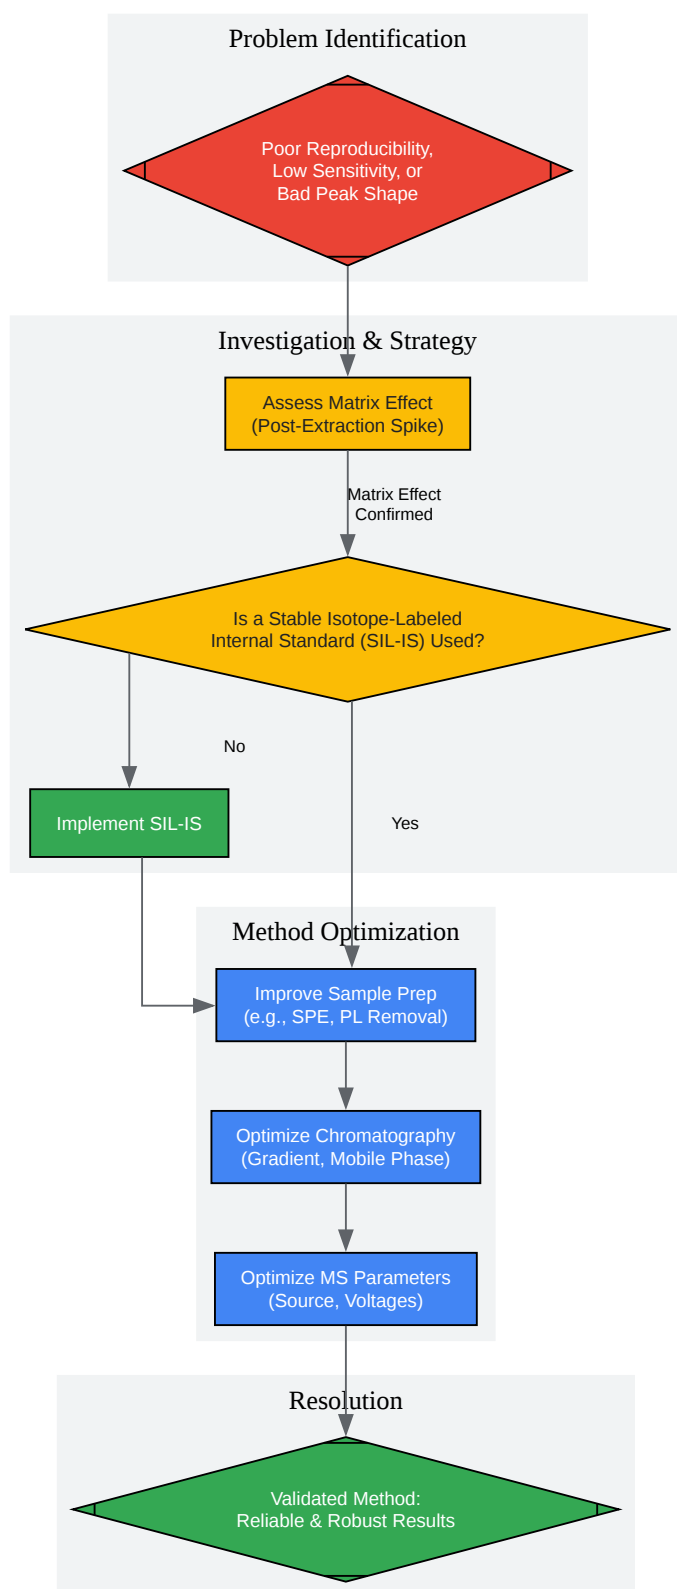 Problem Identification
Poor Reproducibility,
Low Sensitivity, or
Bad Peak Shape
Investigation & Strategy
Assess Matrix Effect
(Post-Extraction Spike)
Matrix Effect
Confirmed
Is a Stable Isotope-Labeled
Internal Standard (SIL-IS) Used?
No
Implement SIL-IS
Yes
Method Optimization
Improve Sample Prep
(e.g., SPE, PL Removal)
Optimize Chromatography
(Gradient, Mobile Phase)
Optimize MS Parameters
(Source, Voltages)
Resolution
Validated Method:
Reliable & Robust Results